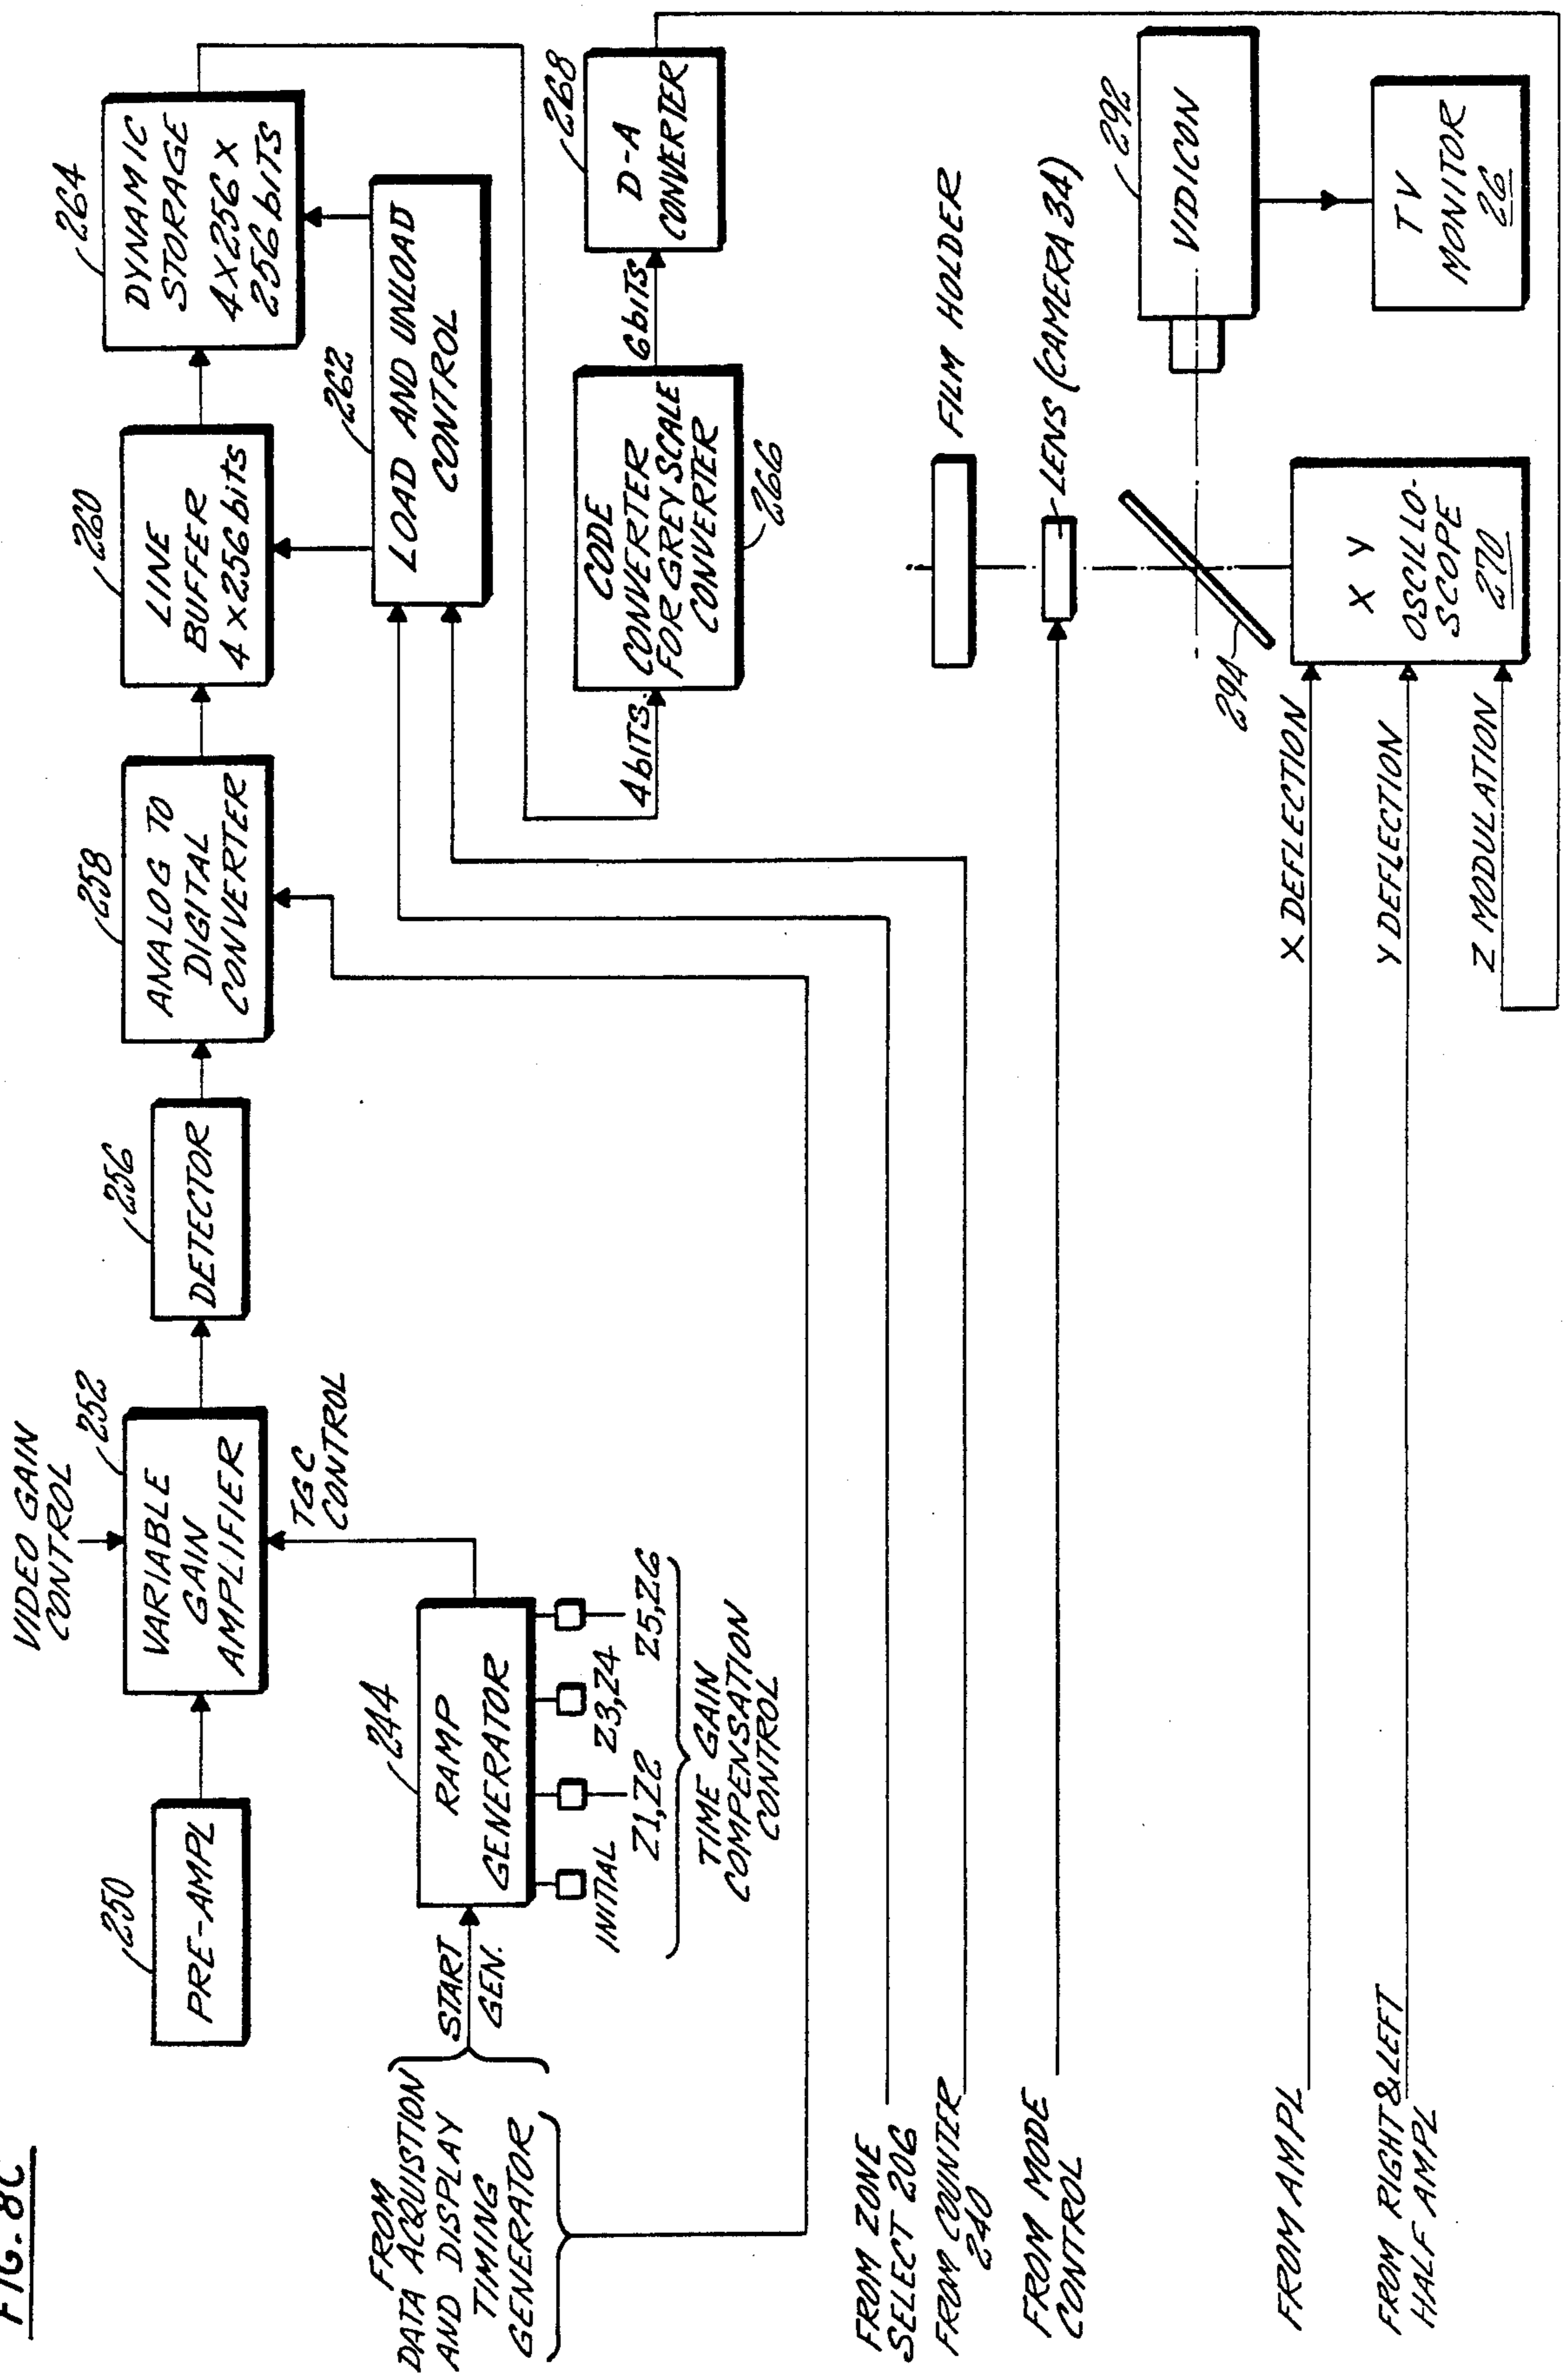 FIG. 8C
250
PRE-AMPL
VIDEO GAIN
CONTROL
252
VARIABLE
GAIN
AMPLIFIER
TGC
CONTROL
256
DETECTOR
258
ANALOG TO
DIGITAL
CONVERTER
260
LINE
BUFFER
4x256 bits
264
DYNAMIC
STORAGE
4x256x
256 bits
262
LOAD AND UNLOAD
CONTROL
FROM
DATA ACQUISTION
AND DISPLAY
TIMING
GENERATOR
START
GEN.
244
RAMP
GENERATOR
INITIAL
Z1,Z2
Z3,Z4
Z5,Z6
TIME GAIN
COMPENSATION
CONTROL
4 bits
CODE
CONVERTER
FOR GREY SCALE
CONVERTER
266
6 bits
268
D-A
CONVERTER
FROM ZONE
SELECT 206
FROM COUNTER
240
FROM MODE
CONTROL
FILM HOLDER
LENS (CAMERA 34)
294
292
VIDICON
FROM AMPL
X DEFLECTION
FROM RIGHT & LEFT
HALF AMPL
Y DEFLECTION
Z MODULATION
X Y
OSCILLO-
SCOPE
270
TV
MONITOR
26